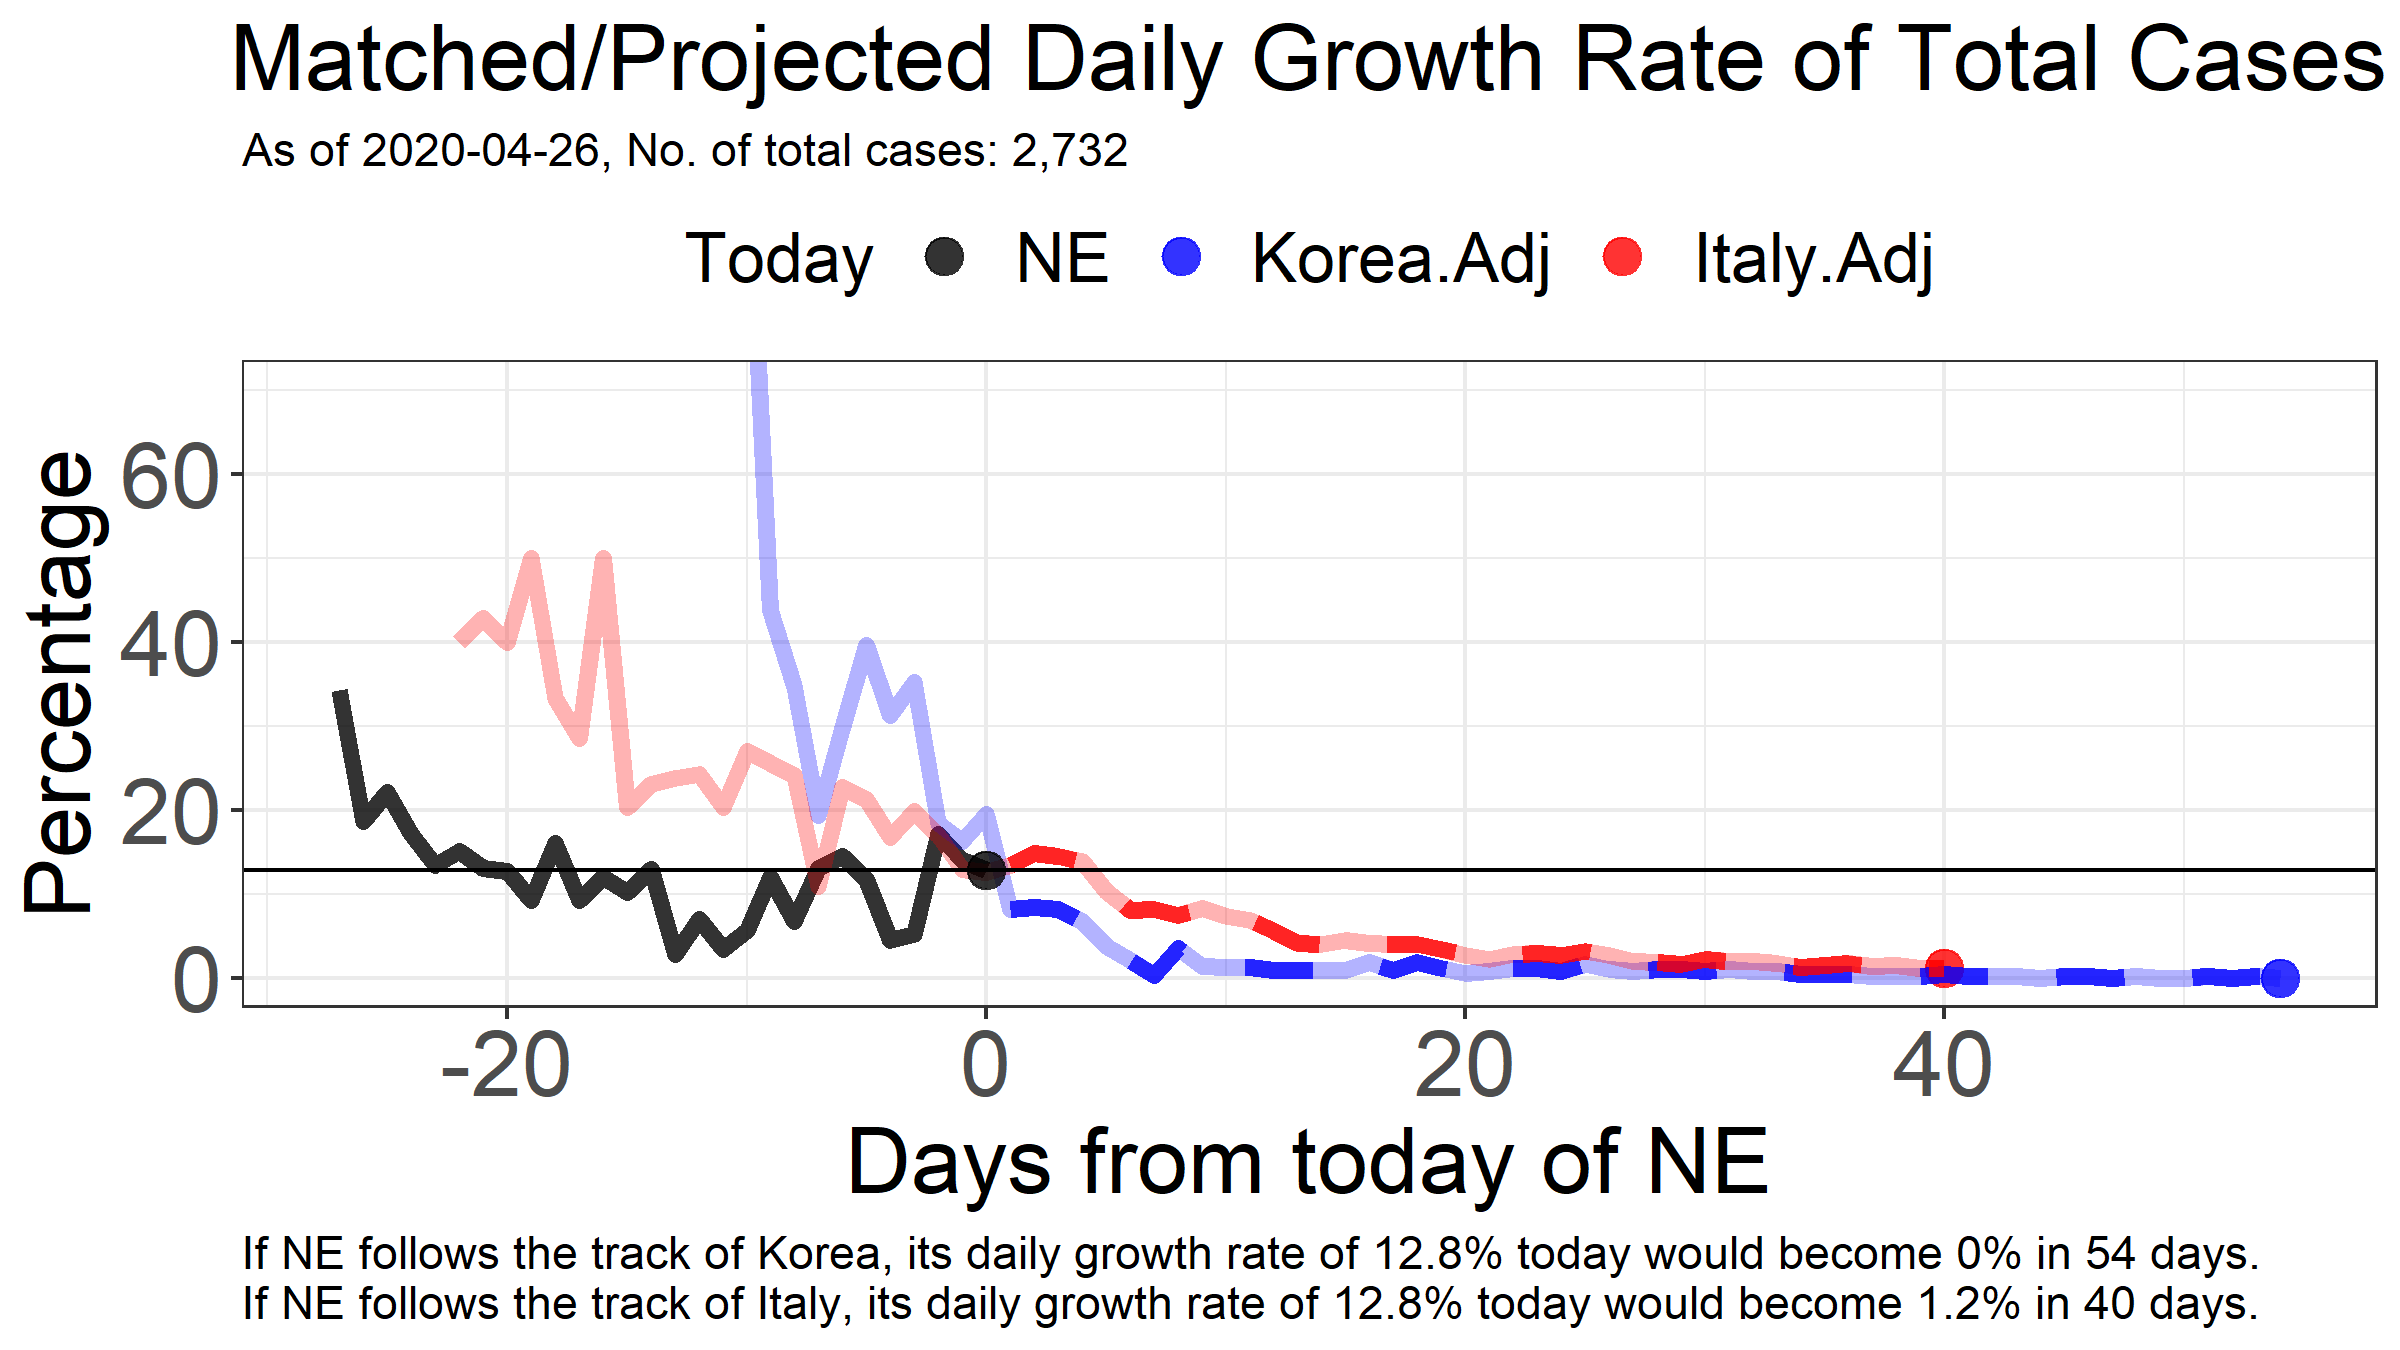 Matched/Projected Daily Growth Rate of Total Cases
As of 2020-04-26, No. of total cases: 2,732
Today NE Korea.Adj Italy.Adj
Percentage
60
40
20
0
-20 0 20 40
Days from today of NE
If NE follows the track of Korea, its daily growth rate of 12.8% today would become 0% in 54 days.
If NE follows the track of Italy, its daily growth rate of 12.8% today would become 1.2% in 40 days.